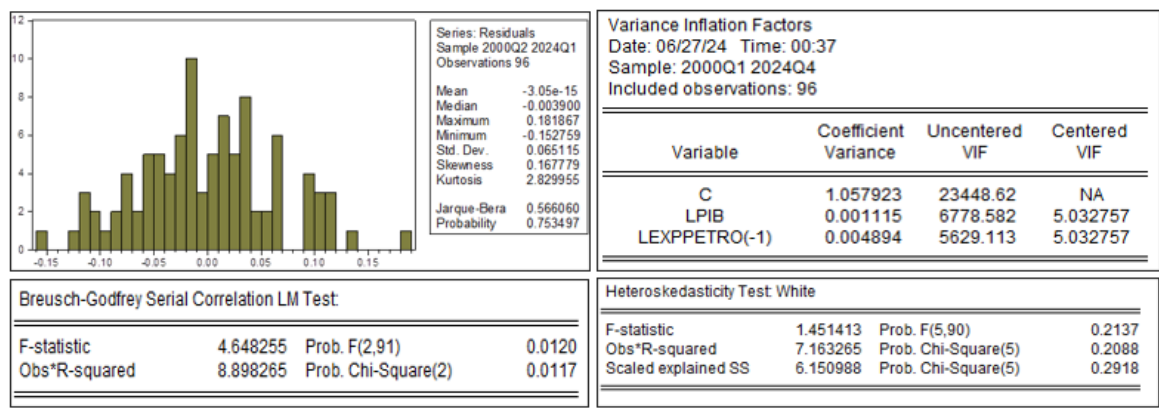 12
10
8
6
4
2
0
-0.15 -0.10 -0.05 0.00 0.05 0.10 0.15
Series: Residuals
Sample 2000Q2 2024Q1
Observations 96
Mean -3.05e-15
Median -0.003900
Maximum 0.181867
Minimum -0.152759
Std. Dev. 0.065115
Skewness 0.167779
Kurtosis 2.829955
Jarque-Bera 0.566060
Probability 0.753497
Variance Inflation Factors
Date: 06/27/24 Time: 00:37
Sample: 2000Q1 2024Q4
Included observations: 96
Coefficient Uncentered Centered
Variable Variance VIF VIF
C 1.057923 23448.62 NA
LPIB 0.001115 6778.582 5.032757
LEXPPETRO(-1) 0.004894 5629.113 5.032757
Breusch-Godfrey Serial Correlation LM Test:
F-statistic 4.648255 Prob. F(2,91) 0.0120
Obs*R-squared 8.898265 Prob. Chi-Square(2) 0.0117
Heteroskedasticity Test: White
F-statistic 1.451413 Prob. F(5,90) 0.2137
Obs*R-squared 7.163265 Prob. Chi-Square(5) 0.2088
Scaled explained SS 6.150988 Prob. Chi-Square(5) 0.2918